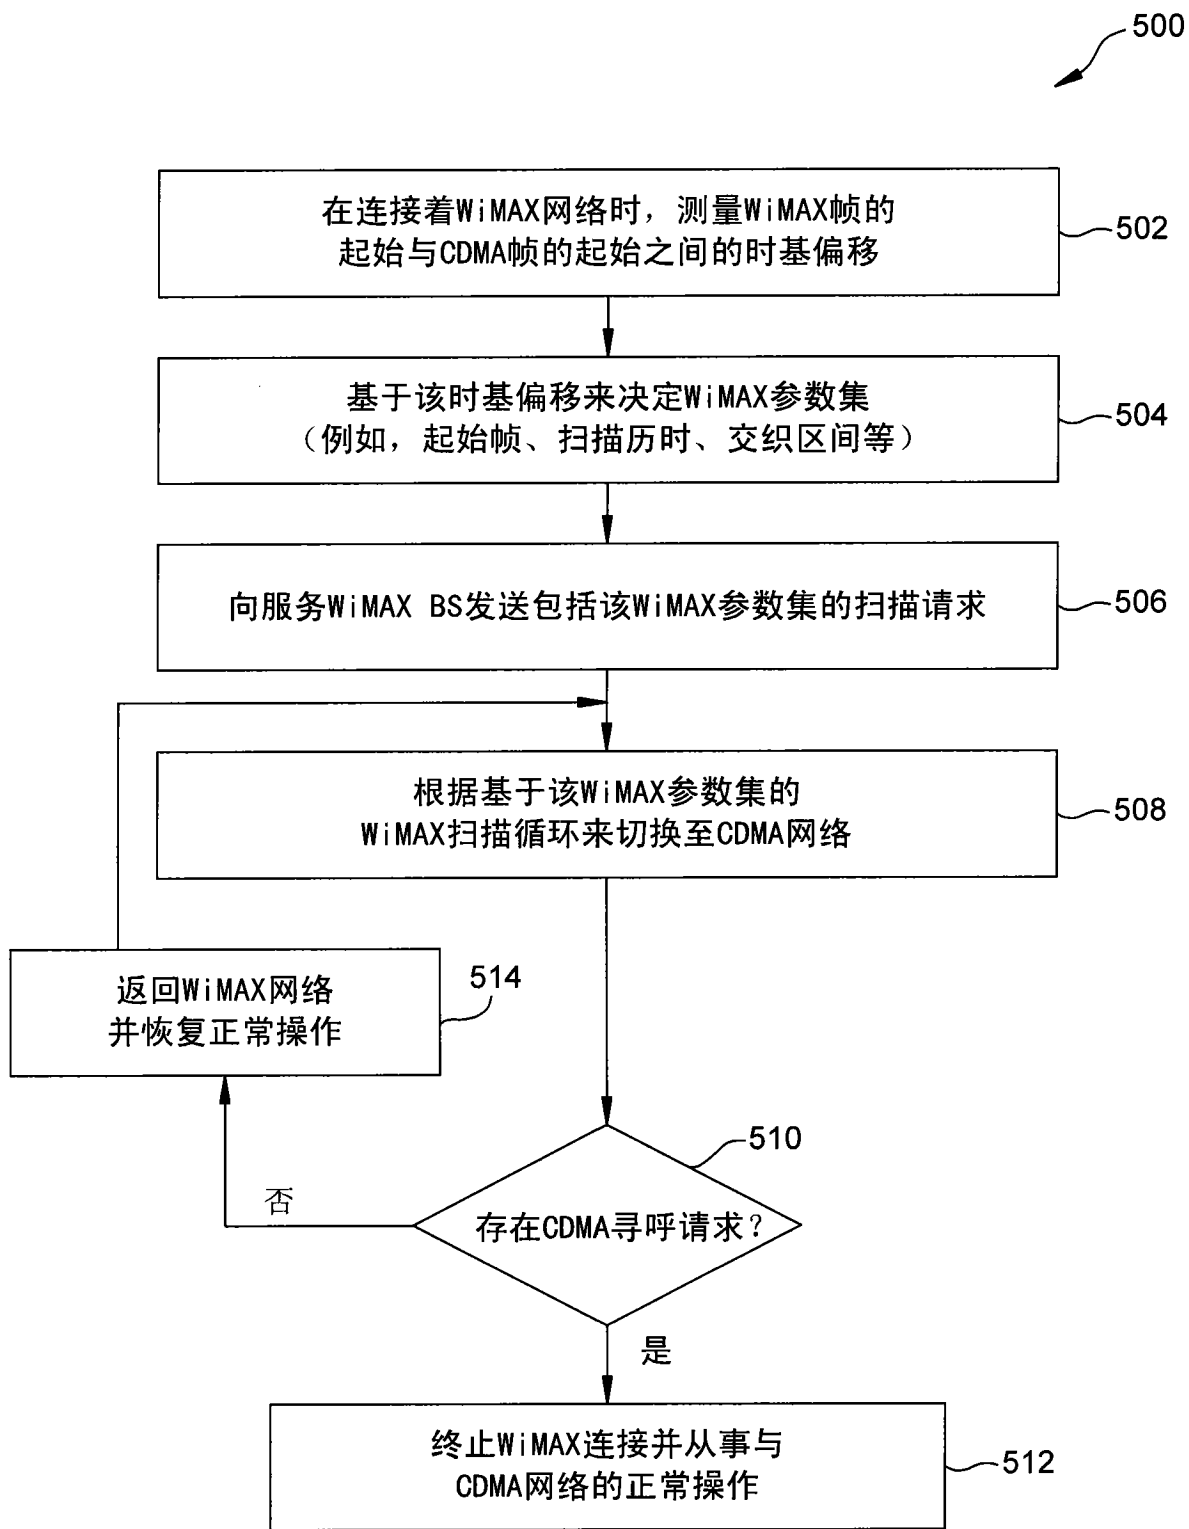 500
在连接着WiMAX网络时，测量WiMAX帧的
起始与CDMA帧的起始之间的时基偏移
502
基于该时基偏移来决定WiMAX参数集
（例如，起始帧、扫描历时、交织区间等）
504
向服务WiMAX BS发送包括该WiMAX参数集的扫描请求
506
根据基于该WiMAX参数集的
WiMAX扫描循环来切换至CDMA网络
508
返回WiMAX网络
并恢复正常操作
514
510
否
存在CDMA寻呼请求？
是
终止WiMAX连接并从事与
CDMA网络的正常操作
512